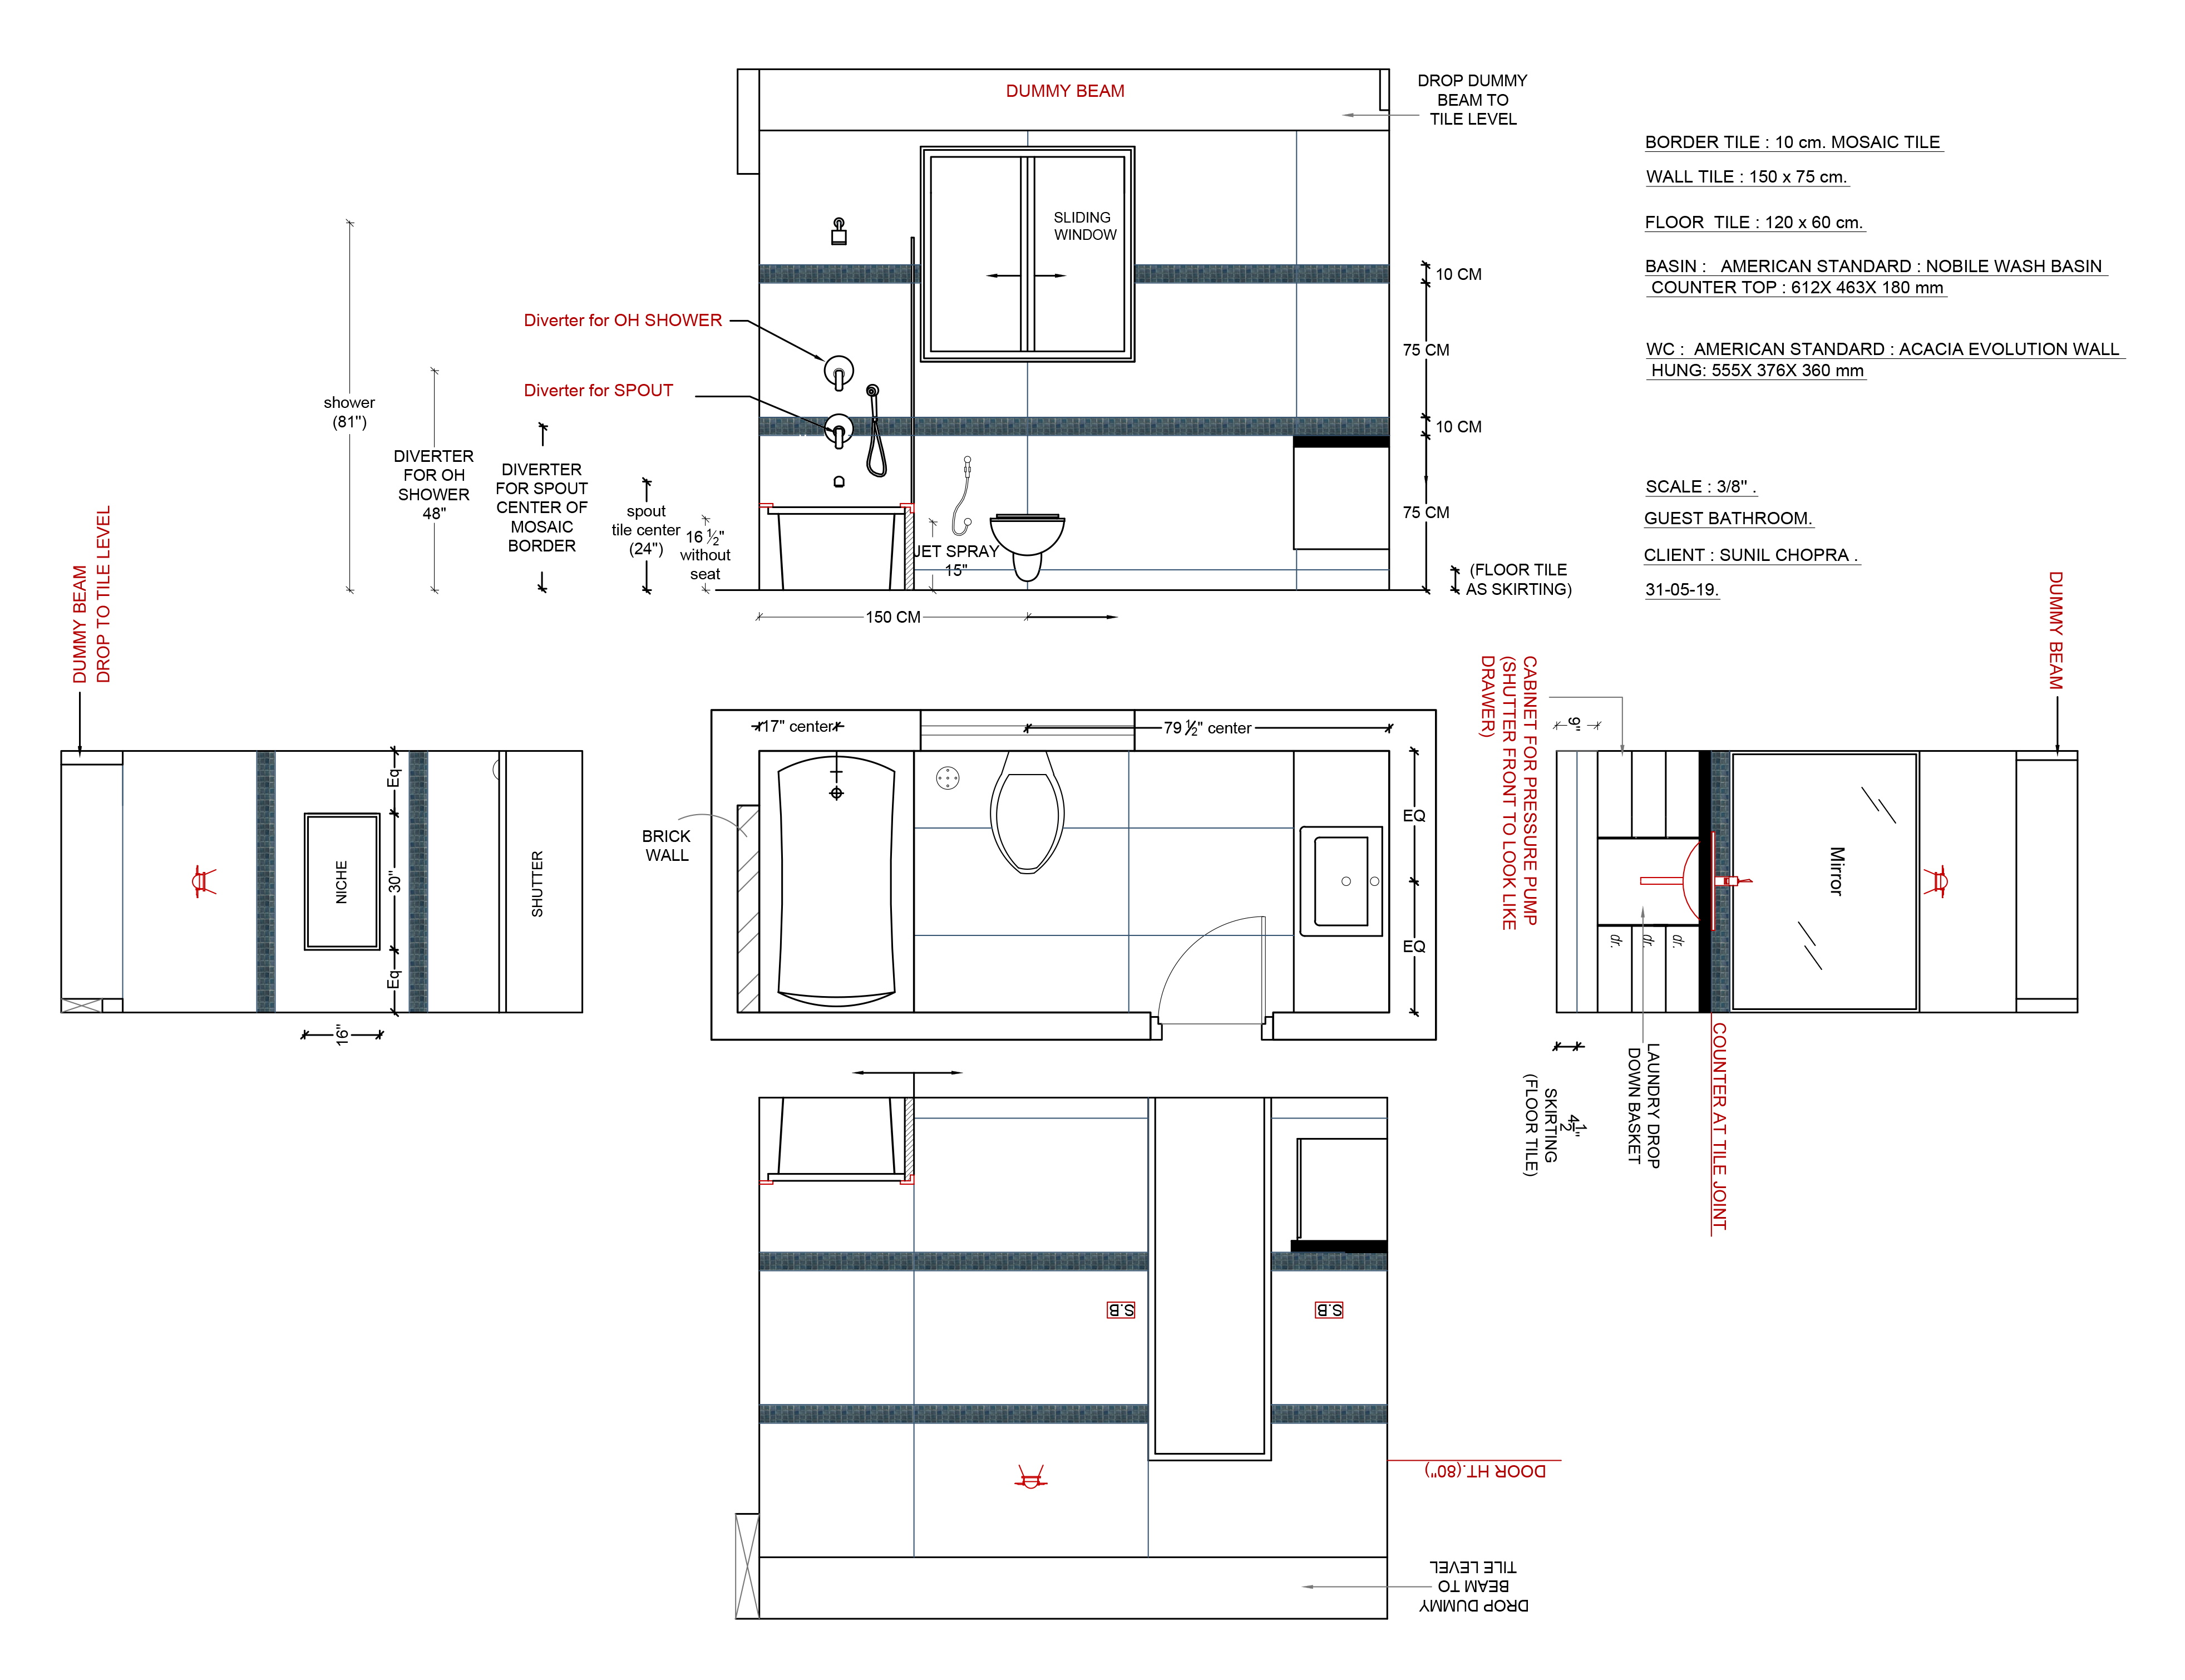 DUMMY BEAM
DROP DUMMY
BEAM TO
TILE LEVEL
SLIDING
WINDOW
10 CM
75 CM
10 CM
75 CM
(FLOOR TILE
AS SKIRTING)
Diverter for OH SHOWER
Diverter for SPOUT
shower
(81")
DIVERTER
FOR OH
SHOWER
48"
DIVERTER
FOR SPOUT
CENTER OF
MOSAIC
BORDER
spout
tile center
(24")
16 ½"
without
seat
JET SPRAY
15"
150 CM
BORDER TILE : 10 cm. MOSAIC TILE
WALL TILE : 150 x 75 cm.
FLOOR TILE : 120 x 60 cm.
BASIN : AMERICAN STANDARD : NOBILE WASH BASIN
COUNTER TOP : 612X 463X 180 mm
WC : AMERICAN STANDARD : ACACIA EVOLUTION WALL
HUNG: 555X 376X 360 mm
SCALE : 3/8" .
GUEST BATHROOM.
CLIENT : SUNIL CHOPRA .
31-05-19.
DUMMY BEAM
DROP TO TILE LEVEL
NICHE
SHUTTER
Eq
30"
Eq
16"
17" center
79 ½" center
BRICK
WALL
EQ
EQ
CABINET FOR PRESSURE PUMP
(SHUTTER FRONT TO LOOK LIKE
DRAWER)
9"
DUMMY BEAM
Mirror
dr.
dr.
dr.
COUNTER AT TILE JOINT
LAUNDRY DROP
DOWN BASKET
4½"
SKIRTING
(FLOOR TILE)
S.B
S.B
DOOR HT.(80")
DROP DUMMY
BEAM TO
TILE LEVEL